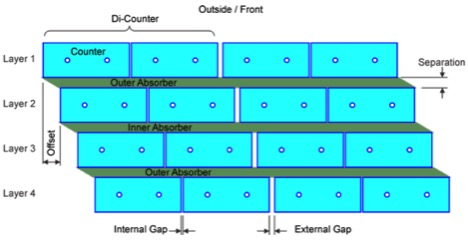 Outside / Front
Di-Counter
Layer 1
Counter
Separation
Outer Absorber
Layer 2
Inner Absorber
Offset
Layer 3
Outer Absorber
Layer 4
Internal Gap
External Gap